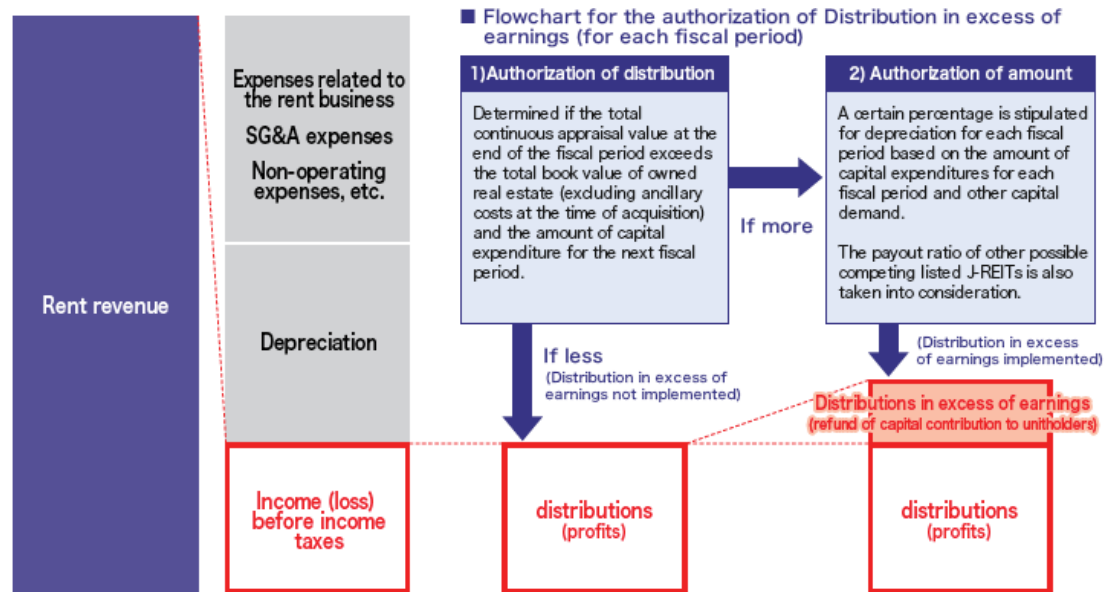 ■ Flowchart for the authorization of Distribution in excess of
earnings (for each fiscal period)
Rent revenue
Expenses related to
the rent business
SG&A expenses
Non-operating
expenses, etc.
Depreciation
Income (loss)
before income
taxes
1)Authorization of distribution
Determined if the total
continuous appraisal value at the
end of the fiscal period exceeds
the total book value of owned
real estate (excluding ancillary
costs at the time of acquisition)
and the amount of capital
expenditure for the next fiscal
period.
If more
2) Authorization of amount
A certain percentage is stipulated
for depreciation for each fiscal
period based on the amount of
capital expenditures for each
fiscal period and other capital
demand.
The payout ratio of other possible
competing listed J-REITs is also
taken into consideration.
If less
(Distribution in excess of
earnings not implemented)
(Distribution in excess
of earnings implemented)
Distributions in excess of earnings
(refund of capital contribution to unitholders)
distributions
(profits)
distributions
(profits)